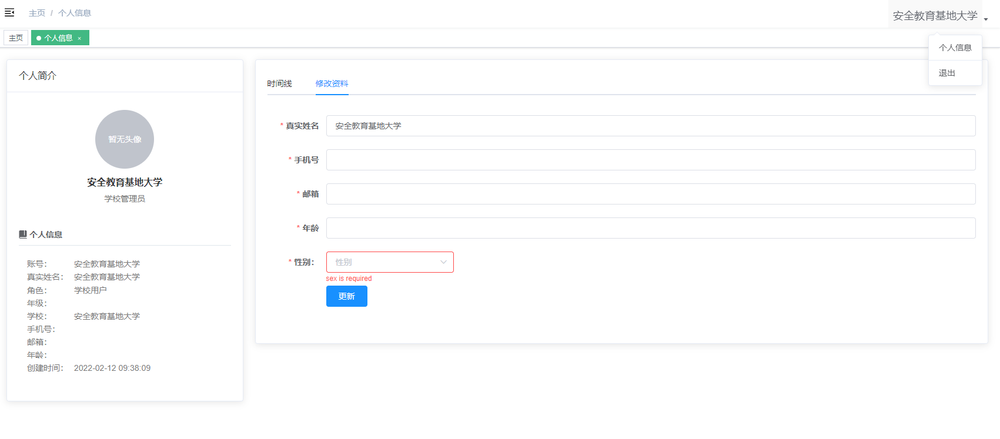 主页 / 个人信息
安全教育基地大学
主页
个人信息 ×
个人信息
退出
个人简介
暂无头像
安全教育基地大学
学校管理员
个人信息
账号： 安全教育基地大学
真实姓名： 安全教育基地大学
角色： 学校用户
年级：
学校： 安全教育基地大学
手机号：
邮箱：
年龄：
创建时间： 2022-02-12 09:38:09
时间线 修改资料
* 真实姓名 安全教育基地大学
* 手机号
* 邮箱
* 年龄
* 性别： 性别
sex is required
更新